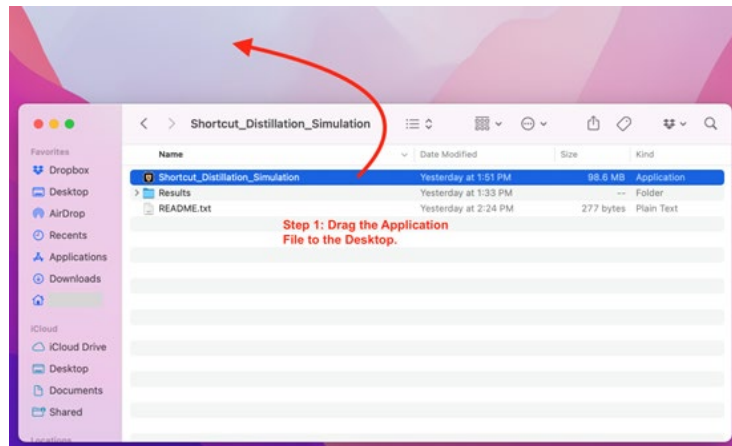 Shortcut_Distillation_Simulation
Favorites
Dropbox
Desktop
AirDrop
Recents
Applications
Downloads
iCloud
iCloud Drive
Desktop
Documents
Shared
Locations
Name Date Modified Size Kind
Shortcut_Distillation_Simulation Yesterday at 1:51 PM 98.6 MB Application
Results Yesterday at 1:33 PM -- Folder
README.txt Yesterday at 2:24 PM 277 bytes Plain Text
Step 1: Drag the Application
File to the Desktop.